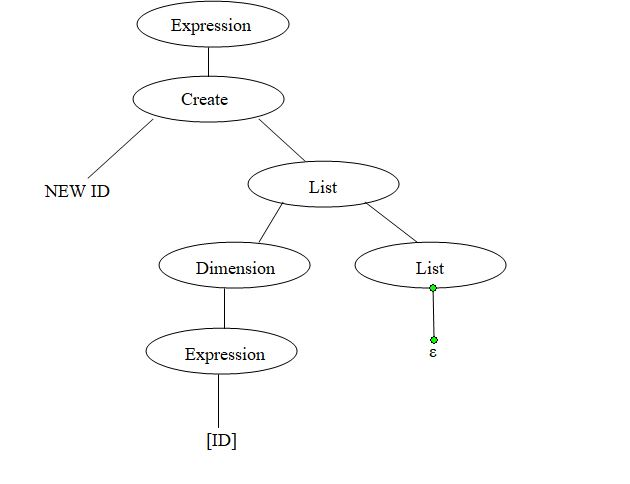 Expression
Create
NEW ID
List
Dimension
List
Expression
ε
[ID]